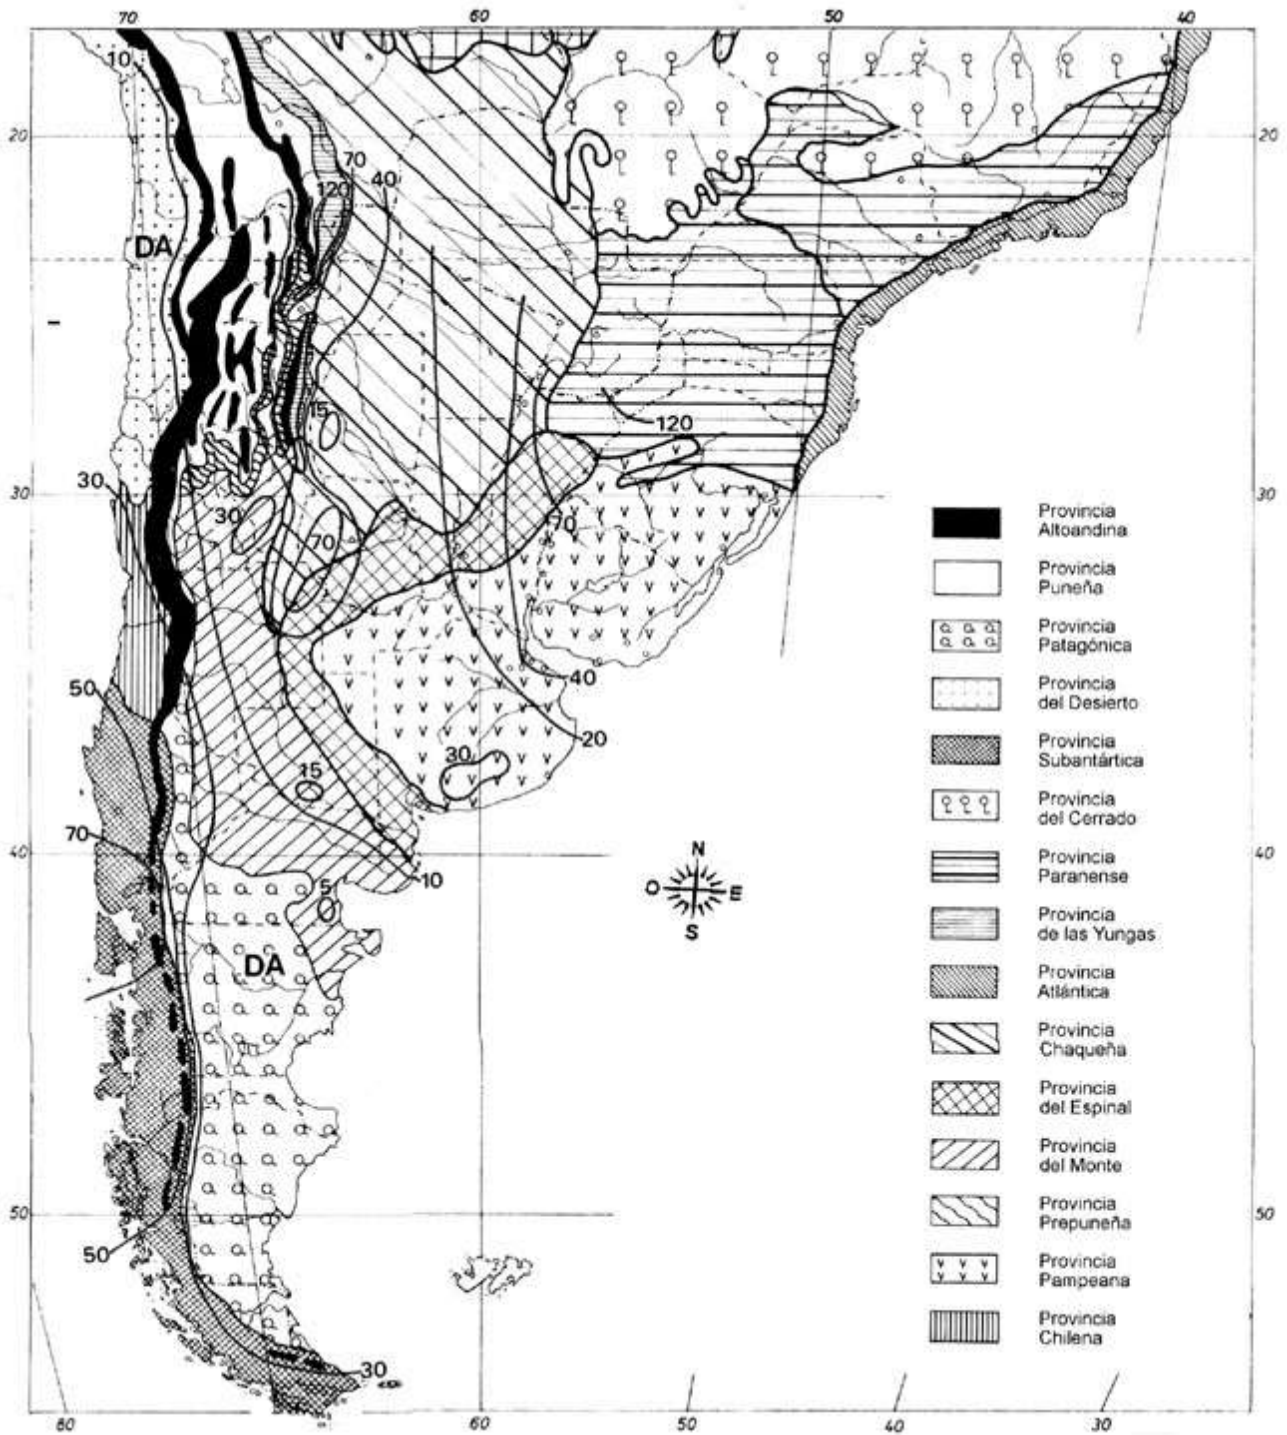 70
60
50
40
10
20
20
70
120
40
DA
15
120
30
30
30
30
70
70
50
40
20
30
15
70
40
40
10
5
DA
N
O
E
S
50
50
50
30
60
60
50
40
30
Provincia
Altoandina
Provincia
Puneña
Provincia
Patagónica
Provincia
del Desierto
Provincia
Subantártica
Provincia
del Cerrado
Provincia
Paranense
Provincia
de las Yungas
Provincia
Atlántica
Provincia
Chaqueña
Provincia
del Espinal
Provincia
del Monte
Provincia
Prepuneña
Provincia
Pampeana
Provincia
Chilena